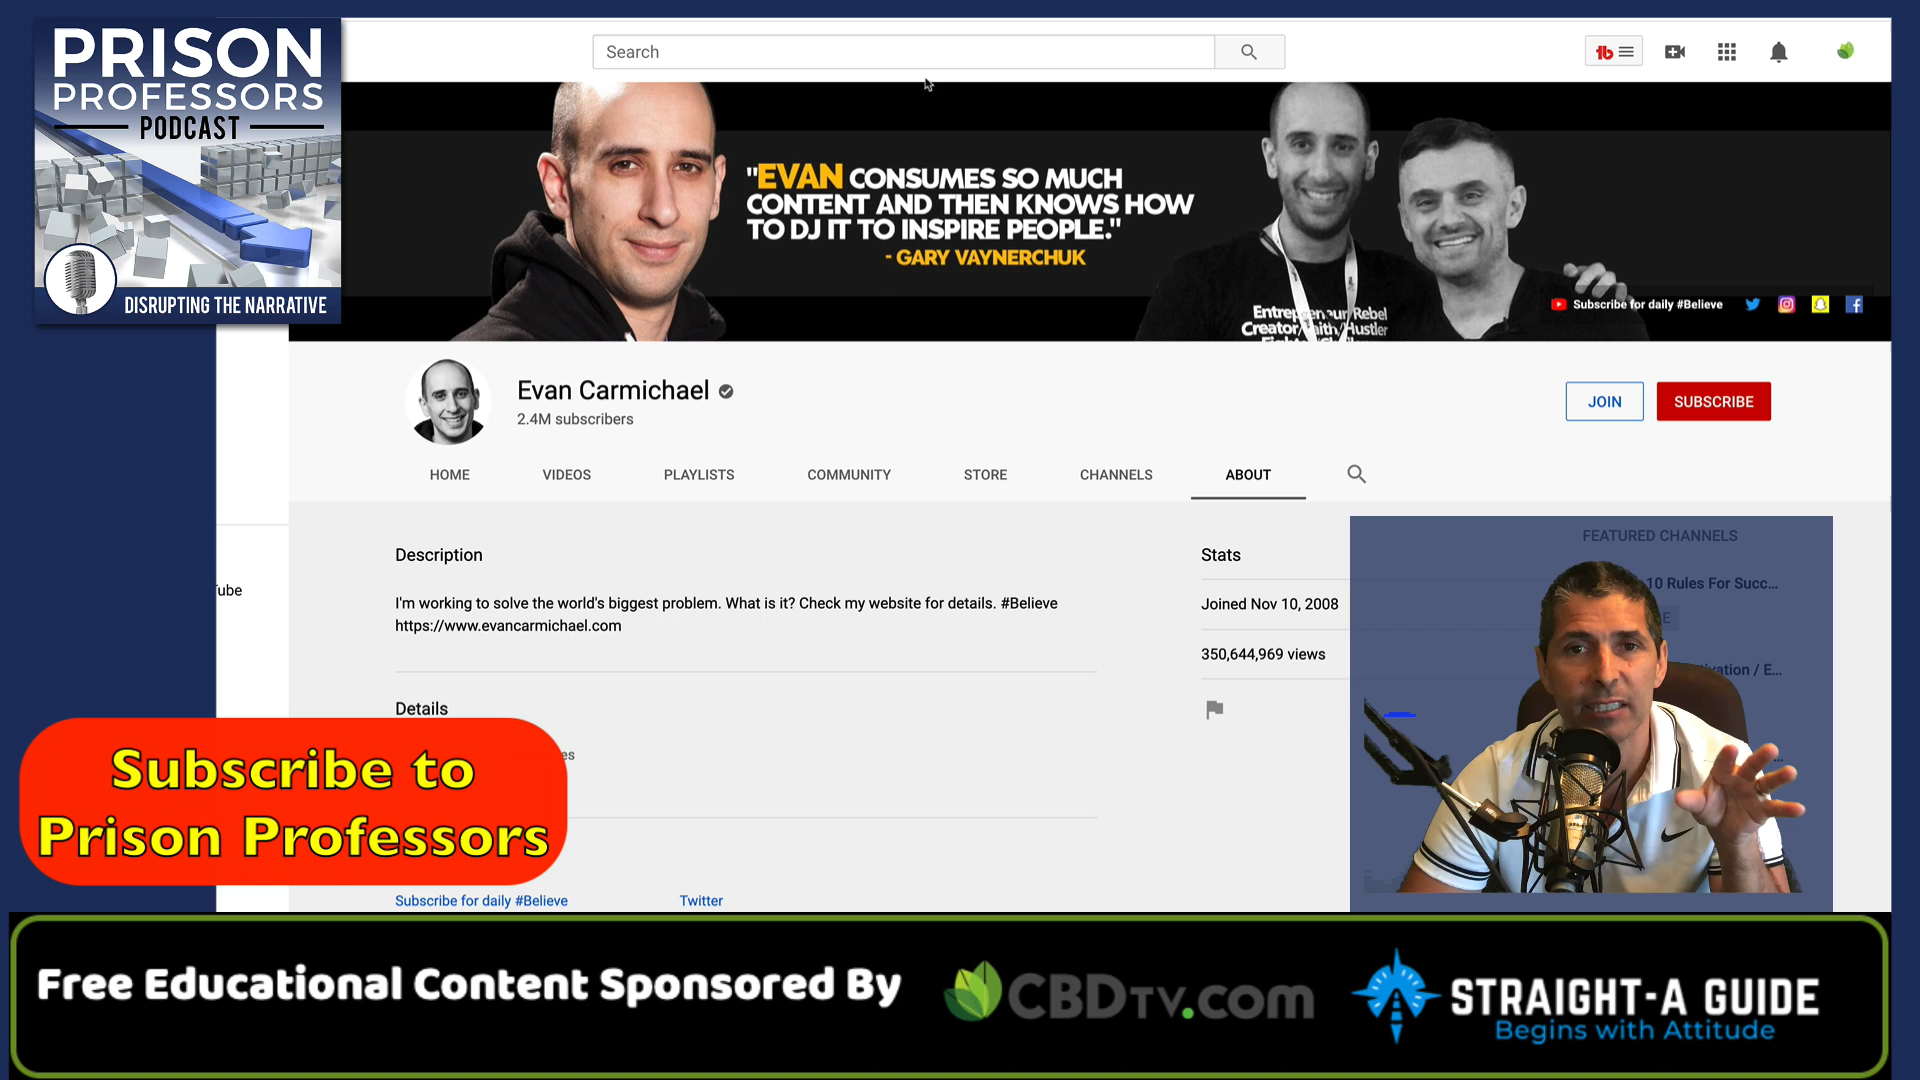 PRISON
PROFESSORS
PODCAST
DISRUPTING THE NARRATIVE
Search
"EVAN CONSUMES SO MUCH
CONTENT AND THEN KNOWS HOW
TO DJ IT TO INSPIRE PEOPLE."
- GARY VAYNERCHUK
Subscribe for daily #Believe
Evan Carmichael
2.4M subscribers
JOIN
SUBSCRIBE
HOME
VIDEOS
PLAYLISTS
COMMUNITY
STORE
CHANNELS
ABOUT
Description
I'm working to solve the world's biggest problem. What is it? Check my website for details. #Believe
https://www.evancarmichael.com
Stats
Joined Nov 10, 2008
350,644,969 views
FEATURED CHANNELS
10 Rules For Succ...
Details
Subscribe to
Prison Professors
Subscribe for daily #Believe
Twitter
Free Educational Content Sponsored By
CBDTV.com
STRAIGHT-A GUIDE
Begins with Attitude